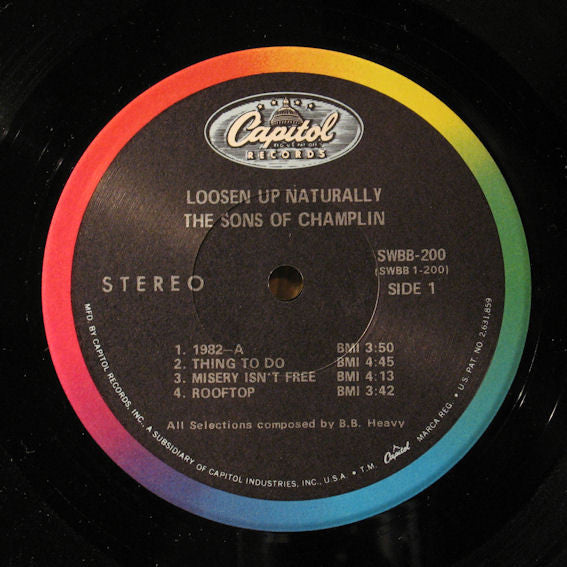 Capitol
RECORDS
LOOSEN UP NATURALLY
THE SONS OF CHAMPLIN
STEREO
SWBB-200
(SWBB 1-200)
SIDE 1
1. 1982—A BMI 3:50
2. THING TO DO BMI 4:45
3. MISERY ISN'T FREE BMI 4:13
4. ROOFTOP BMI 3:42
All Selections composed by B.B. Heavy
MFD. BY CAPITOL RECORDS, INC., A SUBSIDIARY OF CAPITOL INDUSTRIES, INC., U.S.A. • T.M. Capitol MARCA REG. • U.S. PAT. NO. 2,631,859